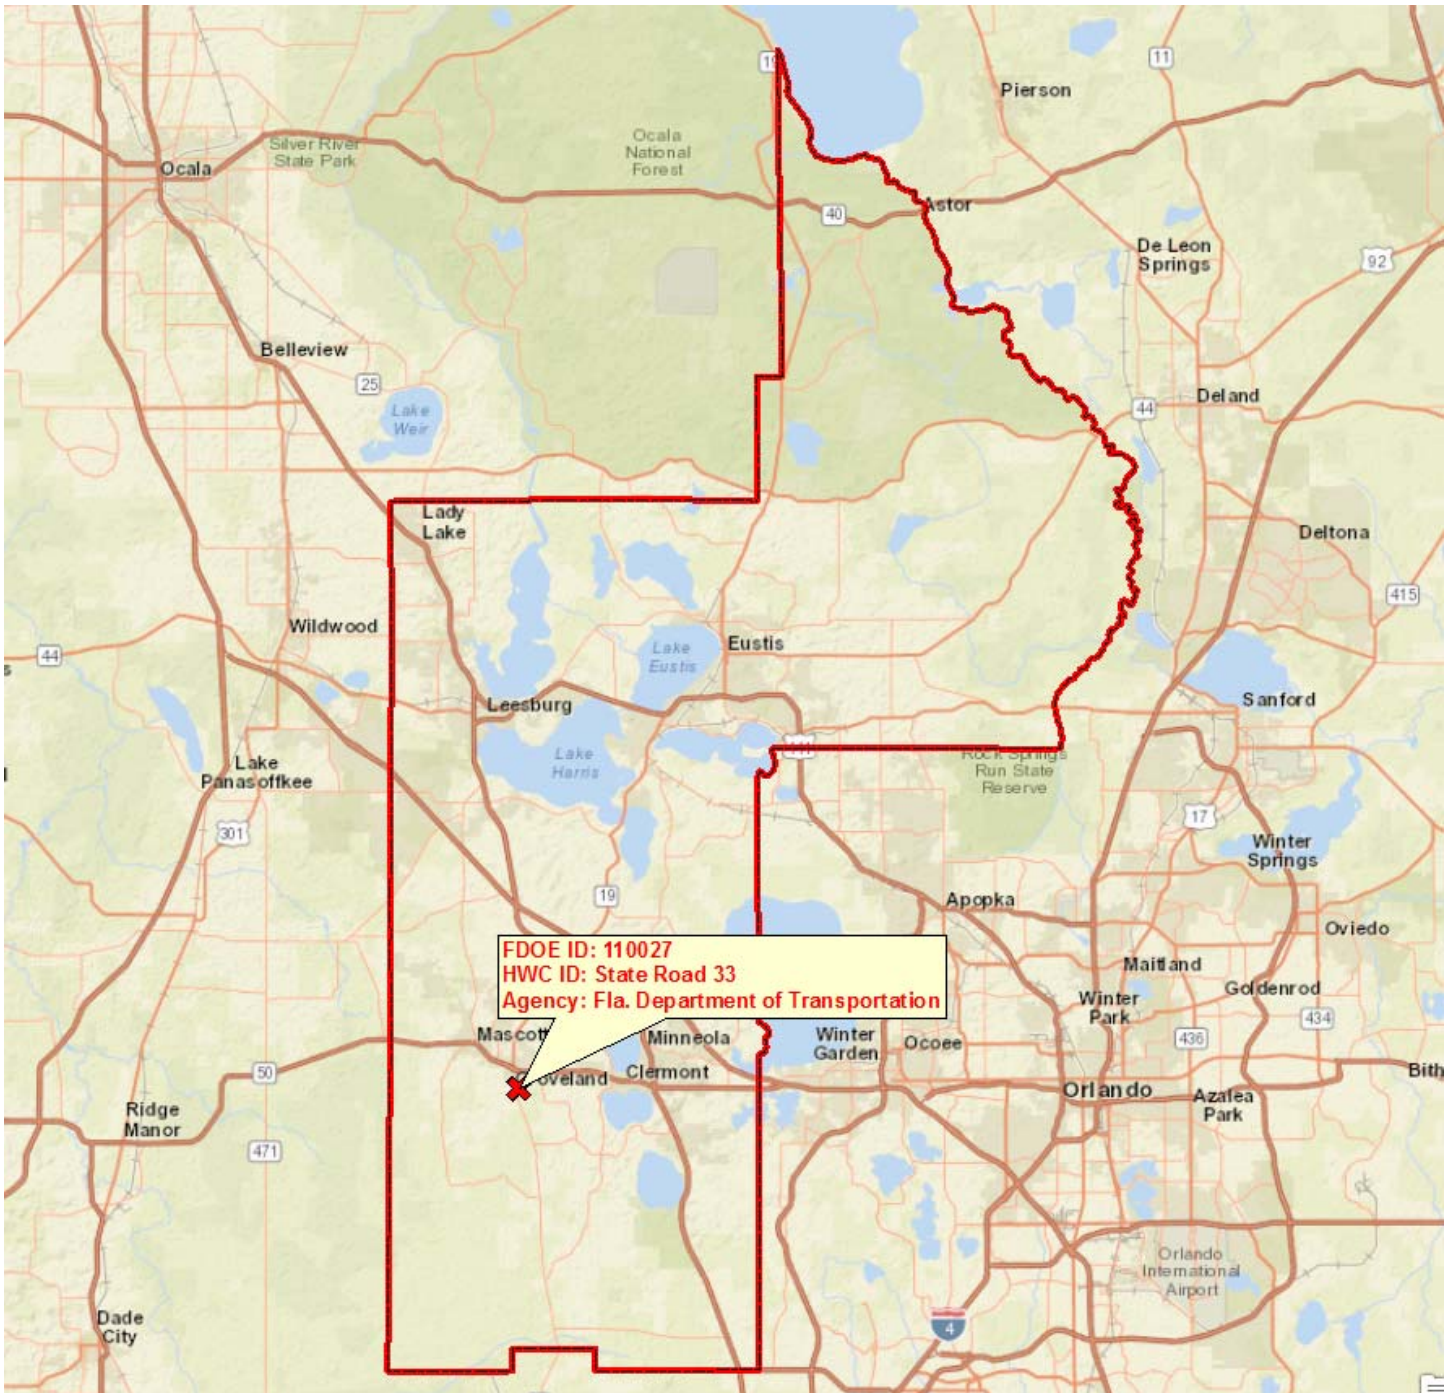 19
11
Pierson
Ocala
National
Forest
Silver River
State Park
Ocala
40
Astor
De Leon
Springs
92
Belleview
25
Lake
Weir
44
Deland
Lady
Lake
Deltona
415
Wildwood
44
Lake
Eustis
Eustis
Leesburg
Sanford
Lake
Harris
Lake
Panasoffkee
Rock Springs
Run State
Reserve
301
17
Winter
Springs
19
Apopka
Oviedo
FDOE ID: 110027
HWC ID: State Road 33
Agency: Fla. Department of Transportation
Maitland
Goldenrod
Winter
Park
434
436
Mascott
Minneola
Winter
Garden
Ocoee
50
Groveland
Clermont
Bith
Orlando
Azalea
Park
Ridge
Manor
471
Orlando
International
Airport
Dade
City
4